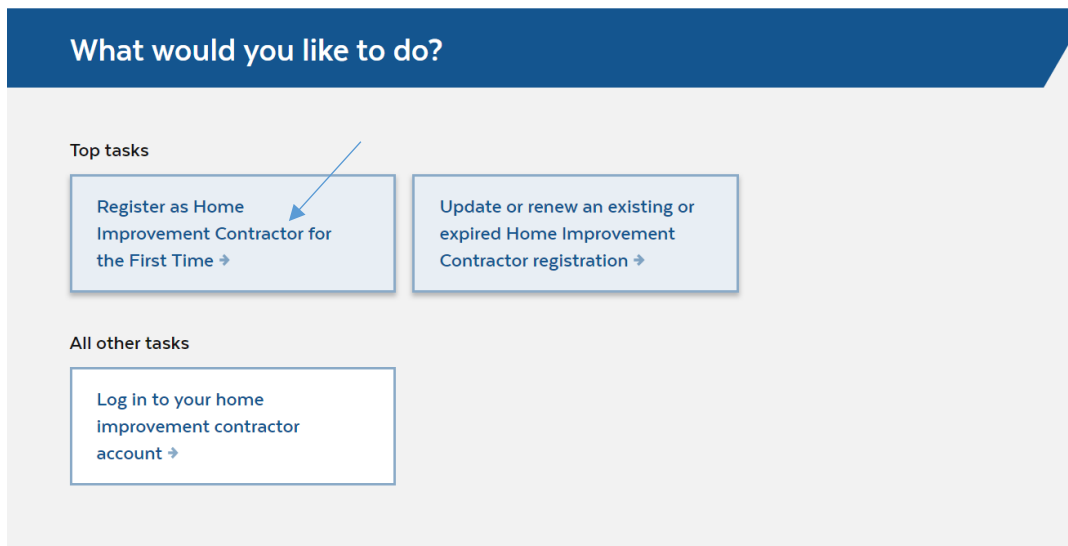 What would you like to do?
Top tasks
Register as Home
Improvement Contractor for
the First Time →
Update or renew an existing or
expired Home Improvement
Contractor registration →
All other tasks
Log in to your home
improvement contractor
account →